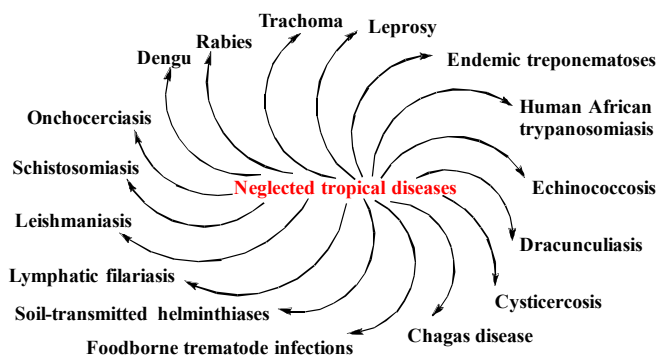 Trachoma
Leprosy
Rabies
Dengu
Endemic treponematoses
Onchocerciasis
Human African
trypanosomiasis
Schistosomiasis
Neglected tropical diseases
Echinococcosis
Leishmaniasis
Dracunculiasis
Lymphatic filariasis
Cysticercosis
Soil-transmitted helminthiases
Chagas disease
Foodborne trematode infections